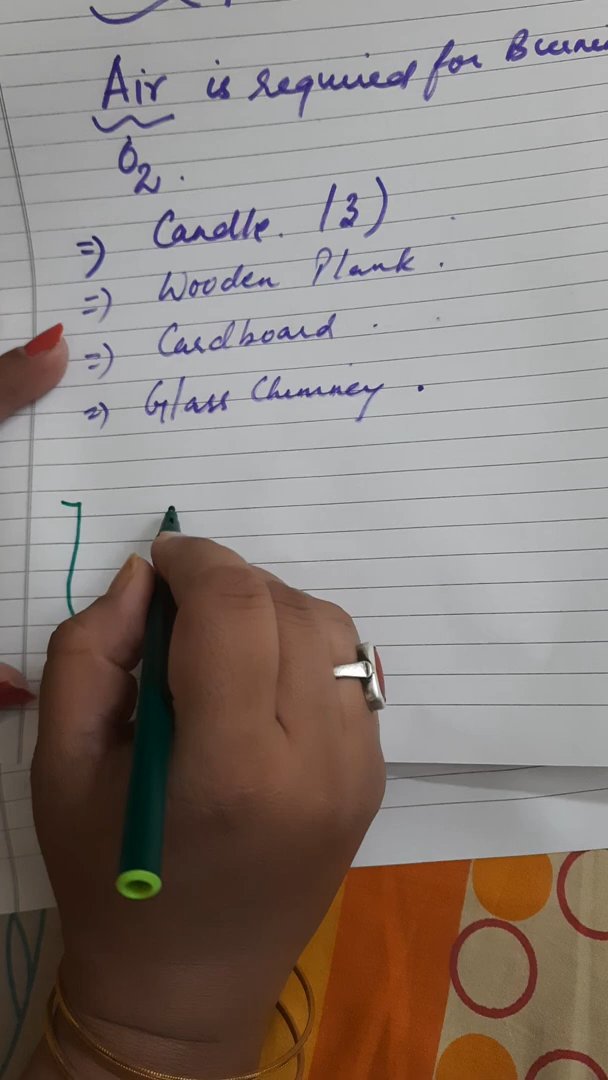 Air is required for
O2.
=) Candle. (3)
=) Wooden Plank.
=) Cardboard.
=) Glass Chimney.